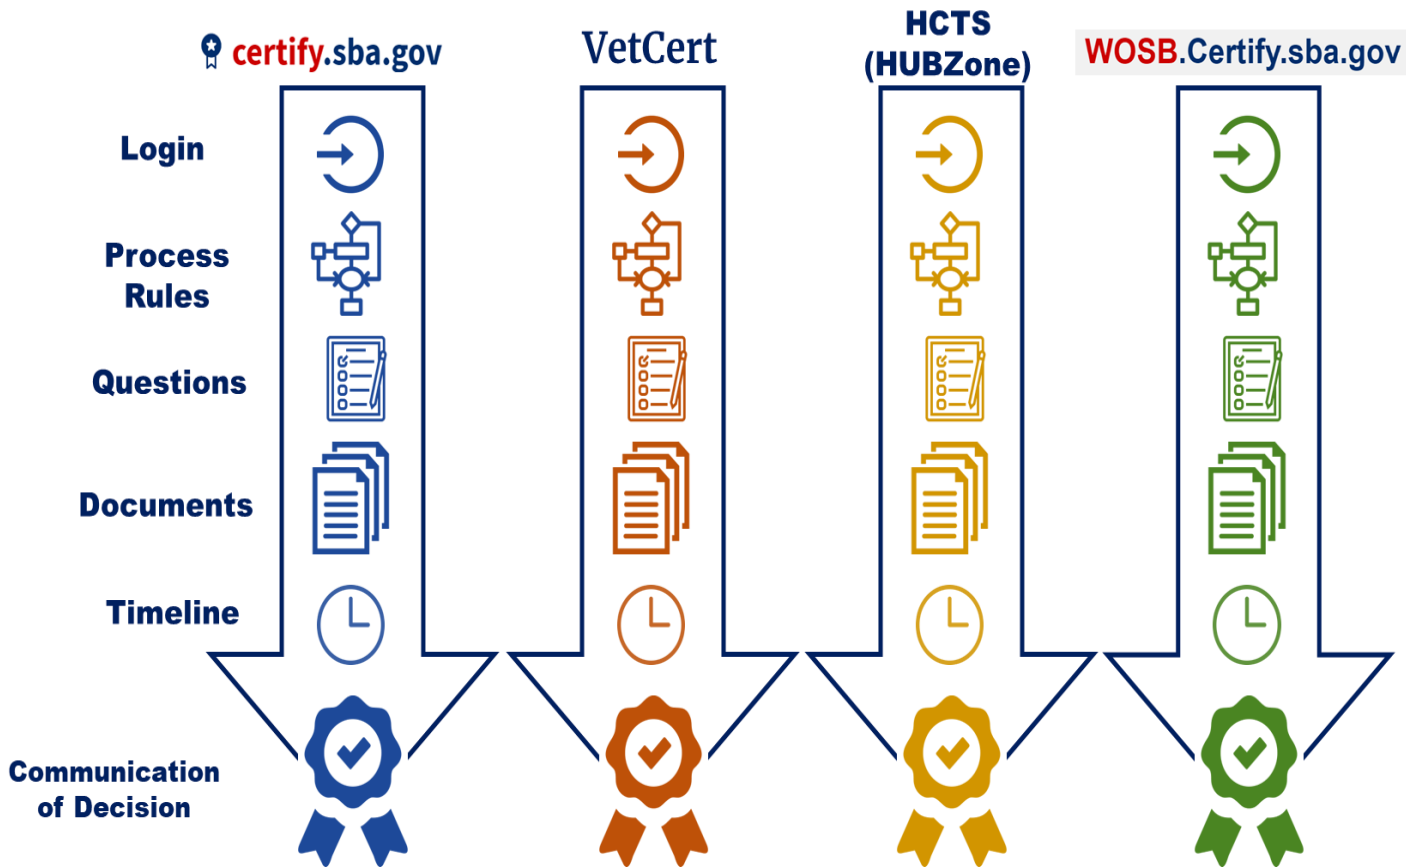 certify.sba.gov
VetCert
HCTS
(HUBZone)
WOSB.Certify.sba.gov
Login
Process
Rules
Questions
Documents
Timeline
Communication
of Decision